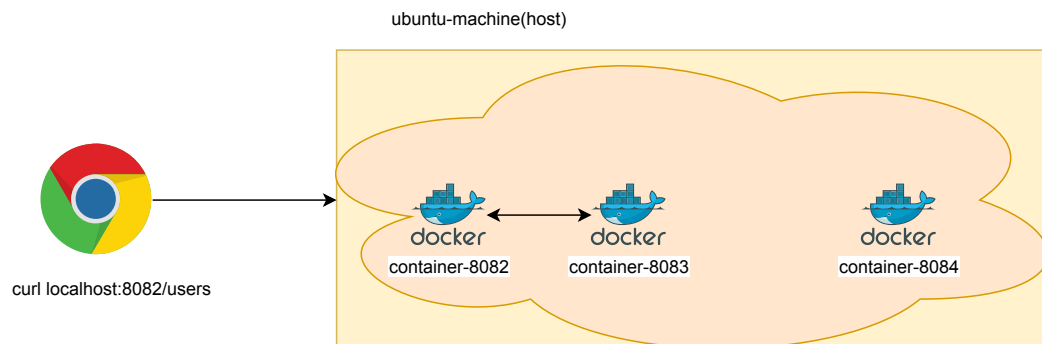 ubuntu-machine(host)
docker
docker
docker
container-8082
container-8083
container-8084
curl localhost:8082/users